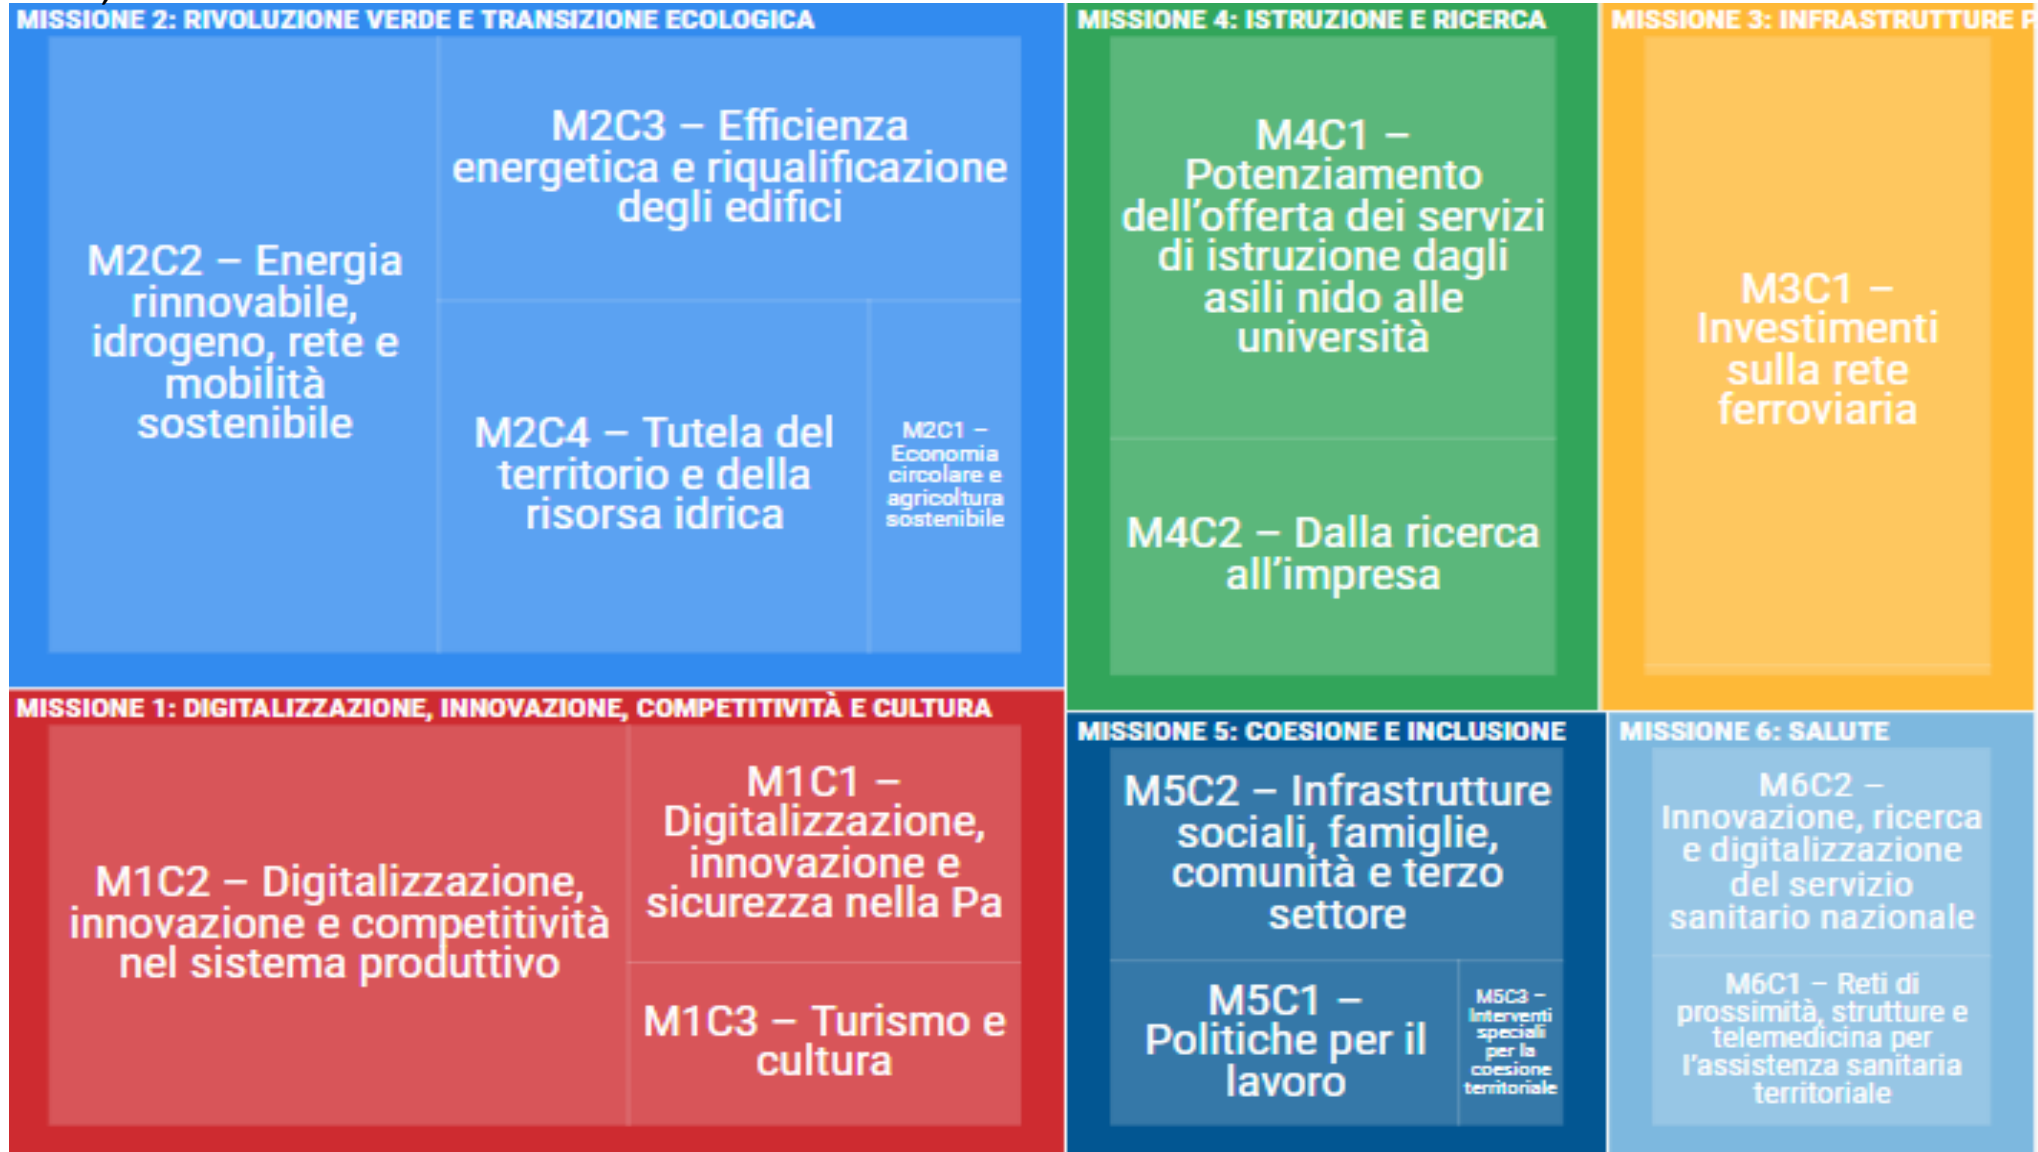 MISSIONE 2: RIVOLUZIONE VERDE E TRANSIZIONE ECOLOGICA
M2C2 – Energia
rinnovabile,
idrogeno, rete e
mobilità
sostenibile
M2C3 – Efficienza
energetica e riqualificazione
degli edifici
M2C4 – Tutela del
territorio e della
risorsa idrica
M2C1 –
Economia
circolare e
agricoltura
sostenibile
MISSIONE 4: ISTRUZIONE E RICERCA
M4C1 –
Potenziamento
dell'offerta dei servizi
di istruzione dagli
asili nido alle
università
M4C2 – Dalla ricerca
all'impresa
MISSIONE 3: INFRASTRUTTURE P
M3C1 –
Investimenti
sulla rete
ferroviaria
MISSIONE 1: DIGITALIZZAZIONE, INNOVAZIONE, COMPETITIVITÀ E CULTURA
M1C2 – Digitalizzazione,
innovazione e competitività
nel sistema produttivo
M1C1 –
Digitalizzazione,
innovazione e
sicurezza nella Pa
M1C3 – Turismo e
cultura
MISSIONE 5: COESIONE E INCLUSIONE
M5C2 – Infrastrutture
sociali, famiglie,
comunità e terzo
settore
M5C1 –
Politiche per il
lavoro
M5C3 –
Interventi
speciali
per la
coesione
territoriale
MISSIONE 6: SALUTE
M6C2 –
Innovazione, ricerca
e digitalizzazione
del servizio
sanitario nazionale
M6C1 – Reti di
prossimità, strutture e
telemedicina per
l'assistenza sanitaria
territoriale